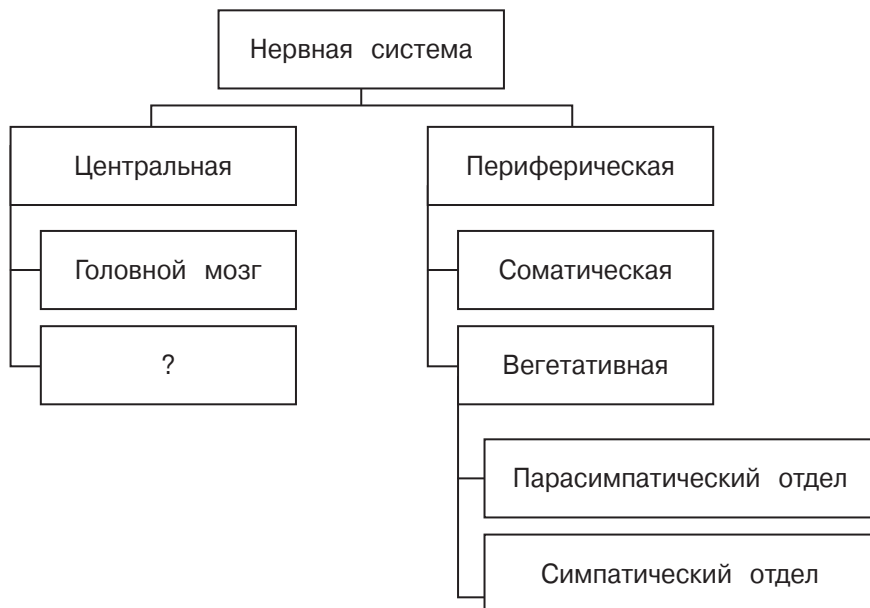 Нервная система
Центральная
Периферическая
Головной мозг
Соматическая
?
Вегетативная
Парасимпатический отдел
Симпатический отдел